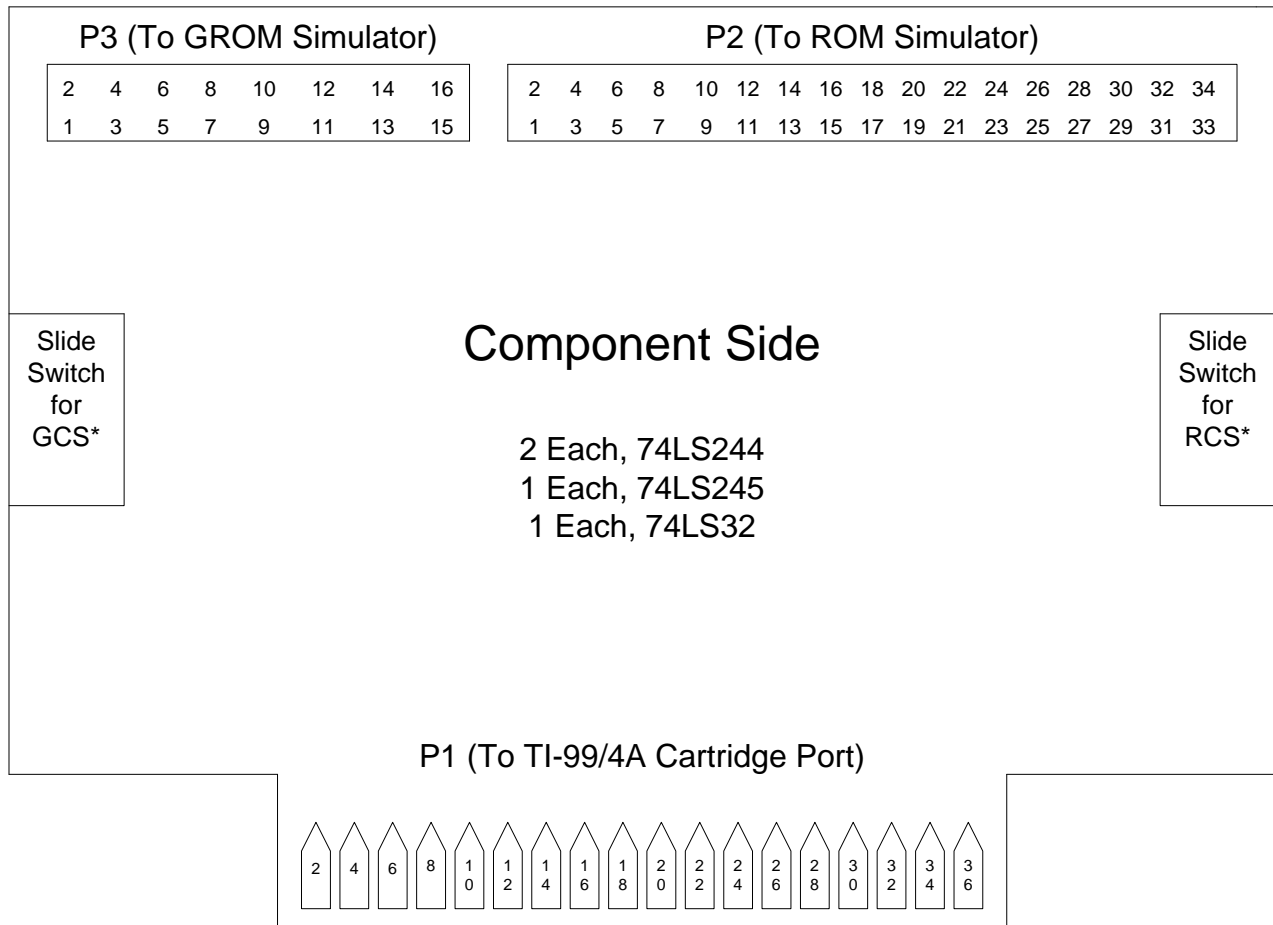 P3 (To GROM Simulator)
P2 (To ROM Simulator)
2 4 6 8 10 12 14 16
1 3 5 7 9 11 13 15
2 4 6 8 10 12 14 16 18 20 22 24 26 28 30 32 34
1 3 5 7 9 11 13 15 17 19 21 23 25 27 29 31 33
Slide
Switch
for
GCS*
Component Side
2 Each, 74LS244
1 Each, 74LS245
1 Each, 74LS32
Slide
Switch
for
RCS*
P1 (To TI-99/4A Cartridge Port)
2 4 6 8 10 12 14 16 18 20 22 24 26 28 30 32 34 36